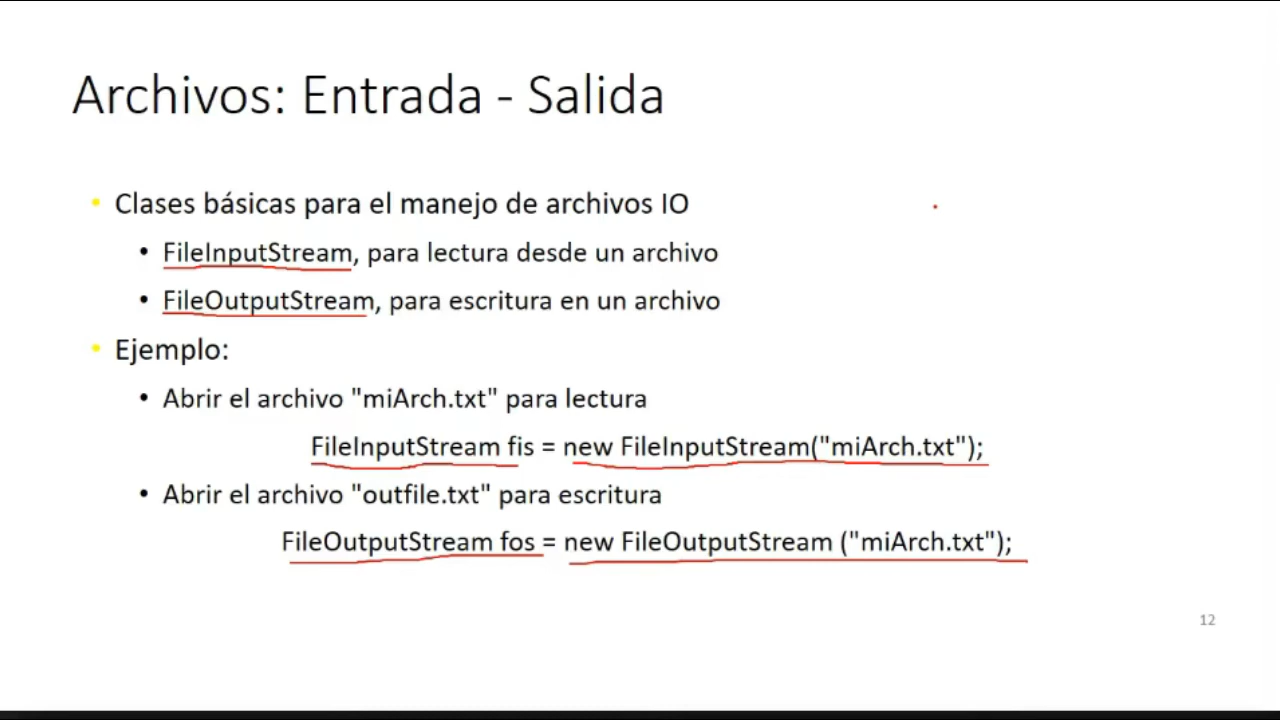 Archivos: Entrada - Salida
• Clases básicas para el manejo de archivos IO
• FileInputStream, para lectura desde un archivo
• FileOutputStream, para escritura en un archivo
• Ejemplo:
• Abrir el archivo "miArch.txt" para lectura
FileInputStream fis = new FileInputStream("miArch.txt");
• Abrir el archivo "outfile.txt" para escritura
FileOutputStream fos = new FileOutputStream ("miArch.txt");
12